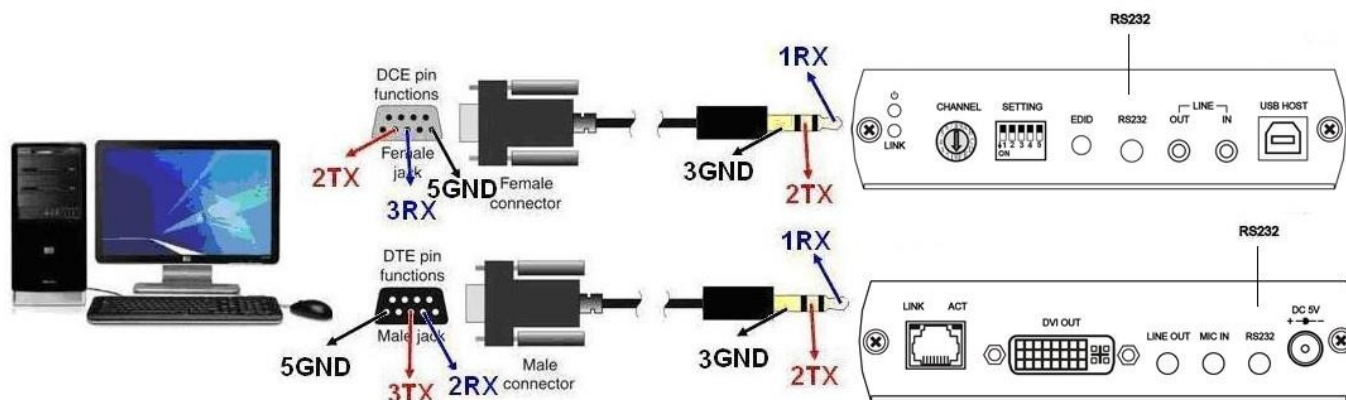 RS232
1RX
DCE pin
functions
Female
jack
2TX
3RX
5GND
Female
connector
3GND
2TX
LINK
CHANNEL
SETTING
1 2 3 4 5
ON
EDID
RS232
LINE
OUT
IN
USB HOST
RS232
1RX
DTE pin
functions
Male jack
5GND
3TX
2RX
Male
connector
3GND
2TX
LINK
ACT
DVI OUT
LINE OUT
MIC IN
RS232
DC 5V
+ -